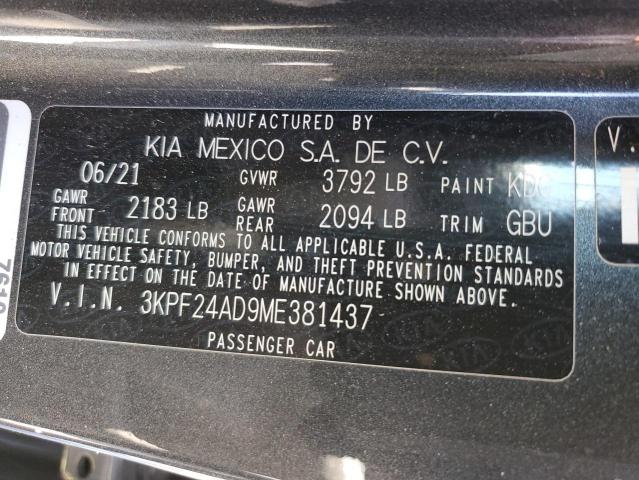 MANUFACTURED BY
KIA MEXICO S.A. DE C.V.
06/21 GVWR 3792 LB PAINT
GAWR FRONT 2183 LB GAWR REAR 2094 LB TRIM GBU
THIS VEHICLE CONFORMS TO ALL APPLICABLE U.S.A. FEDERAL
MOTOR VEHICLE SAFETY, BUMPER, AND THEFT PREVENTION STANDARDS
IN EFFECT ON THE DATE OF MANUFACTURE SHOWN ABOVE.
V.I.N. 3KPF24AD9ME381437
PASSENGER CAR